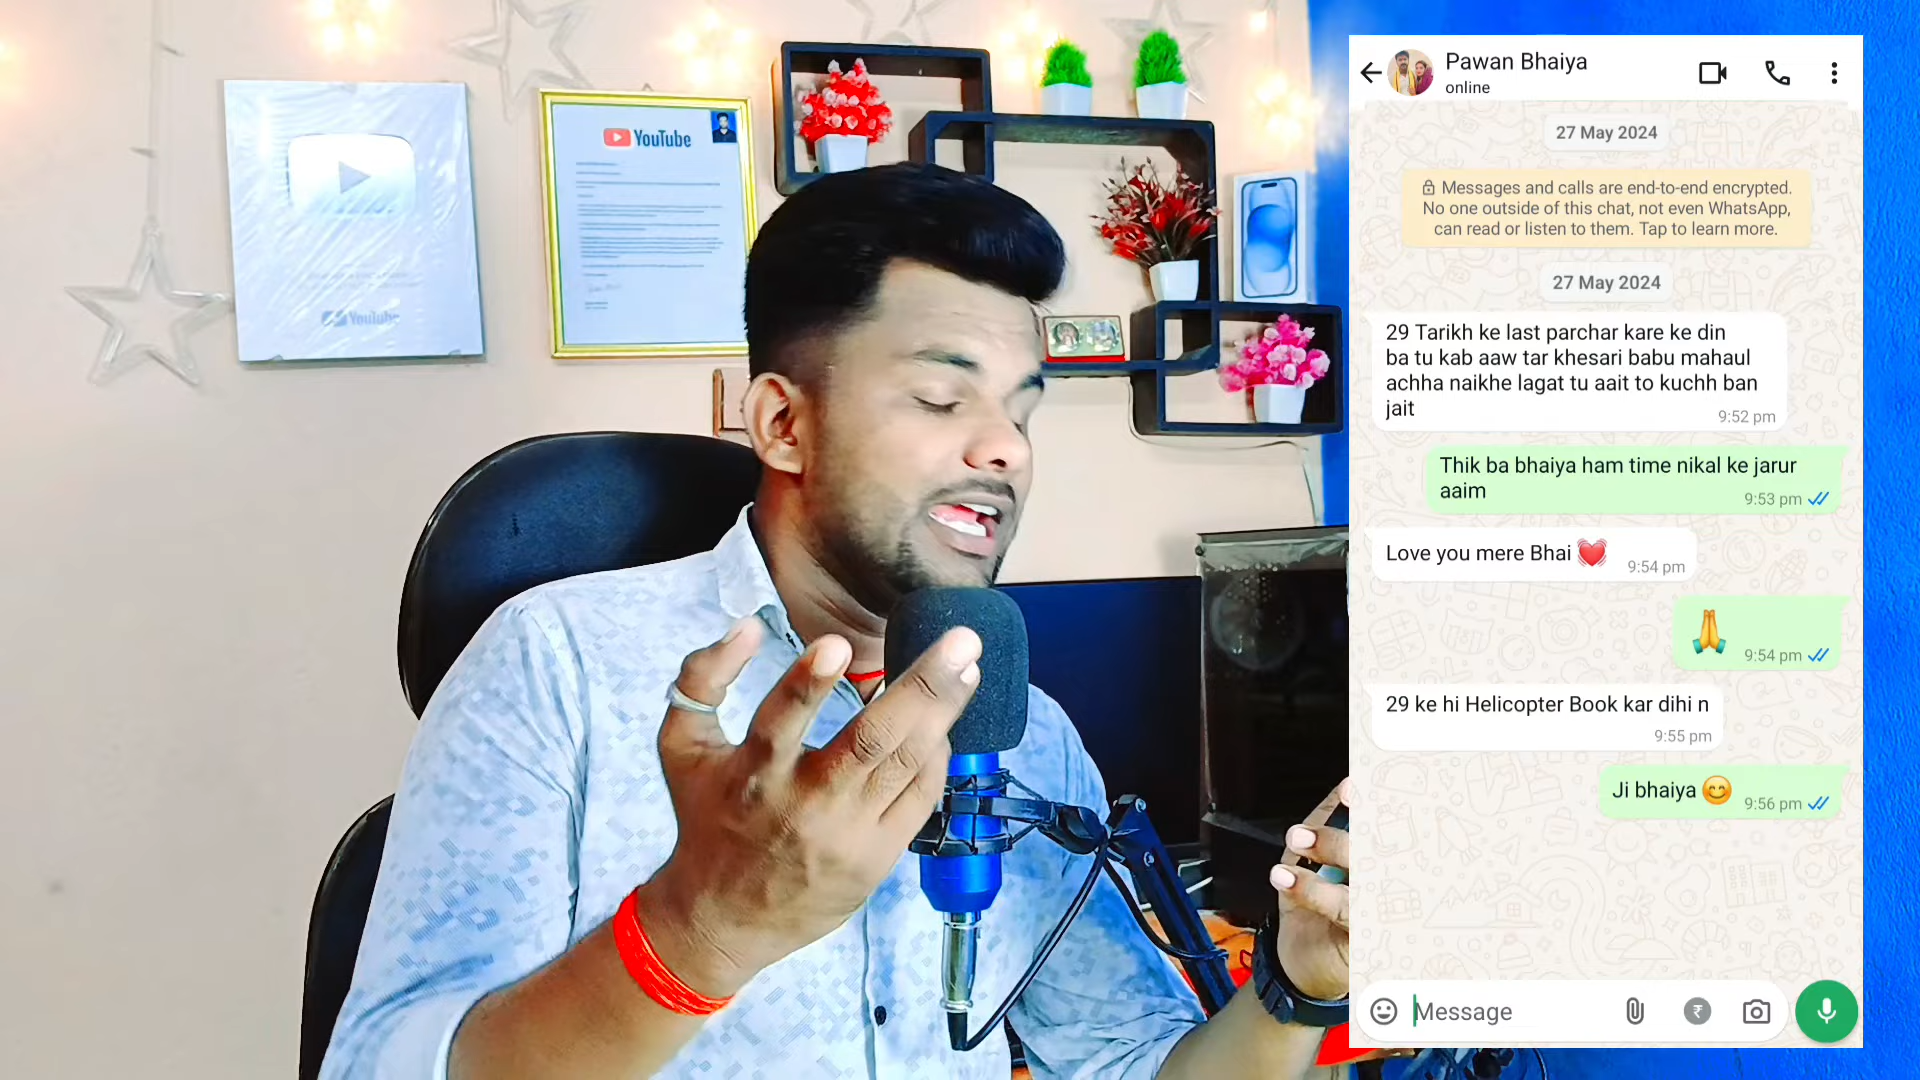 YouTube
YouTube
Pawan Bhaiya
online
27 May 2024
Messages and calls are end-to-end encrypted.
No one outside of this chat, not even WhatsApp,
can read or listen to them. Tap to learn more.
27 May 2024
29 Tarikh ke last parchar kare ke din
ba tu kab aaw tar khesari babu mahaul
achha naikhe lagat tu aait to kuchh ban
jait
9:52 pm
Thik ba bhaiya ham time nikal ke jarur
aaim
9:53 pm
Love you mere Bhai 💓
9:54 pm
🙏
9:54 pm
29 ke hi Helicopter Book kar dihi n
9:55 pm
Ji bhaiya 😊
9:56 pm
Message